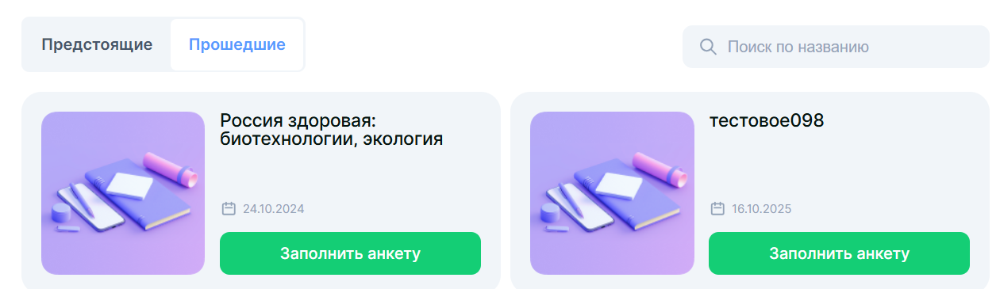 Предстоящие
Прошедшие
Поиск по названию
Россия здоровая:
биотехнологии, экология
24.10.2024
Заполнить анкету
тестовое098
16.10.2025
Заполнить анкету